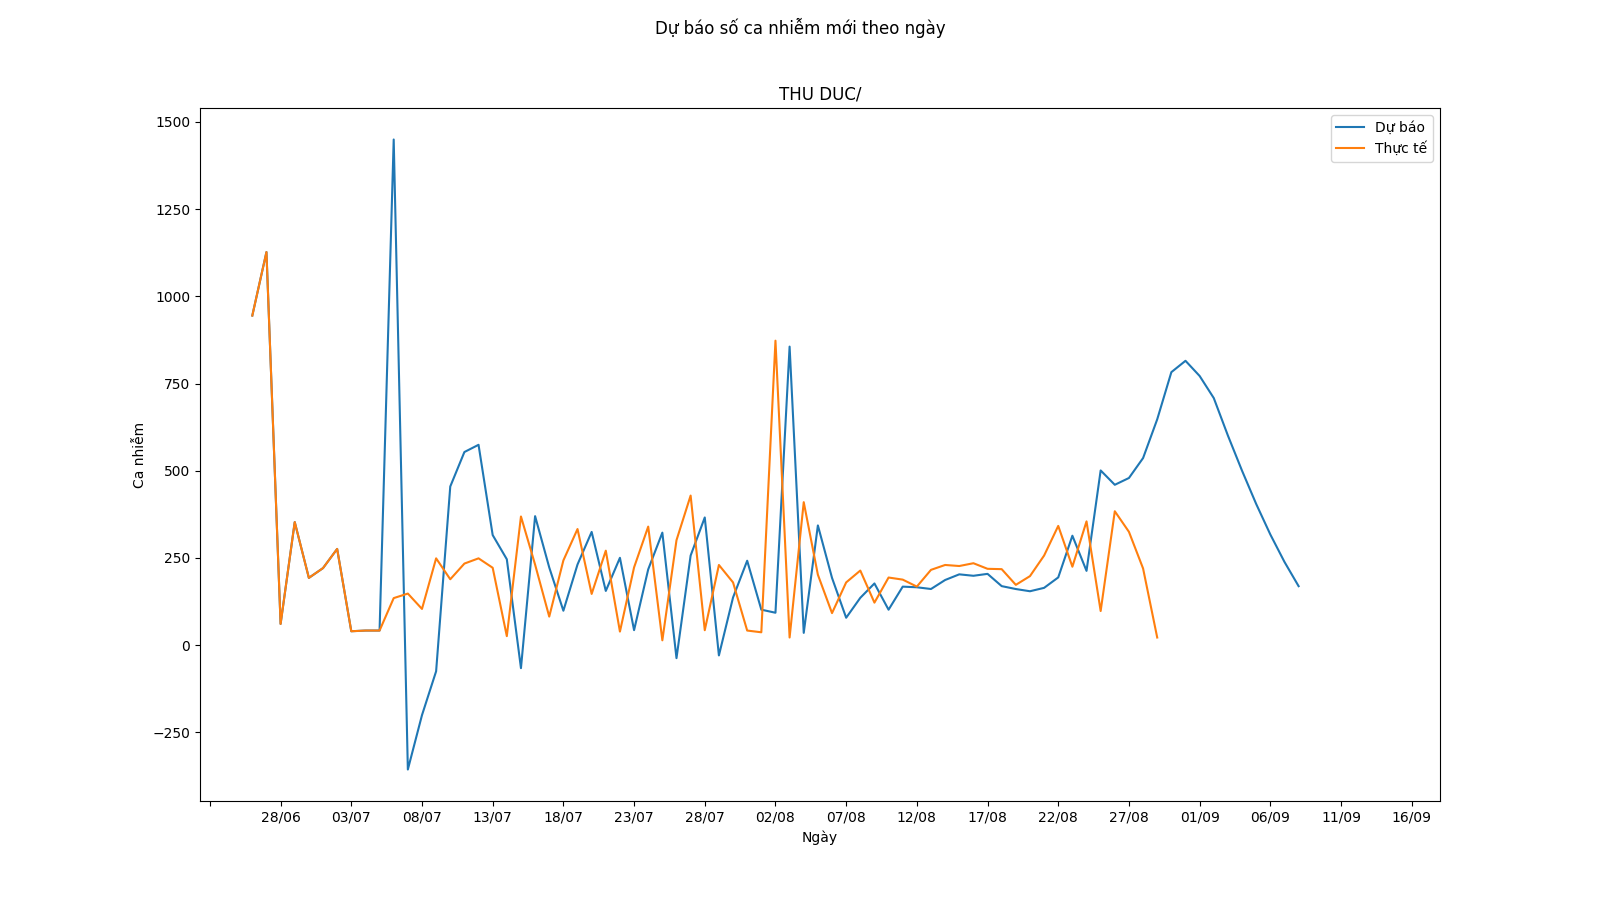 Dự báo số ca nhiễm mới theo ngày
THU DUC/
Dự báo
Thực tế
1500
1250
1000
750
500
250
0
−250
Ca nhiễm
28/06 03/07 08/07 13/07 18/07 23/07 28/07 02/08 07/08 12/08 17/08 22/08 27/08 01/09 06/09 11/09 16/09
Ngày